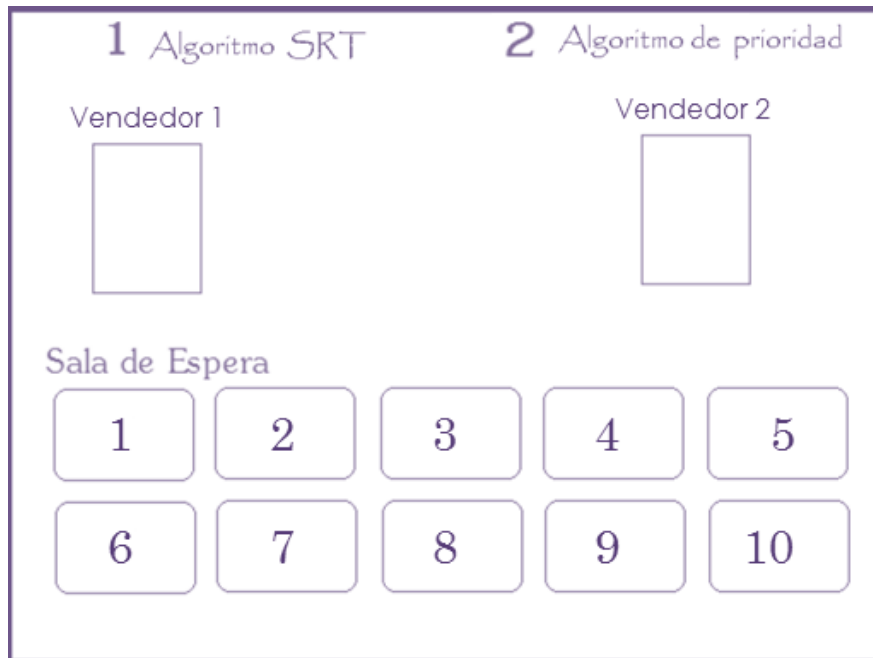 1 Algoritmo SRT
2 Algoritmo de prioridad
Vendedor 1
Vendedor 2
Sala de Espera
1 2 3 4 5
6 7 8 9 10